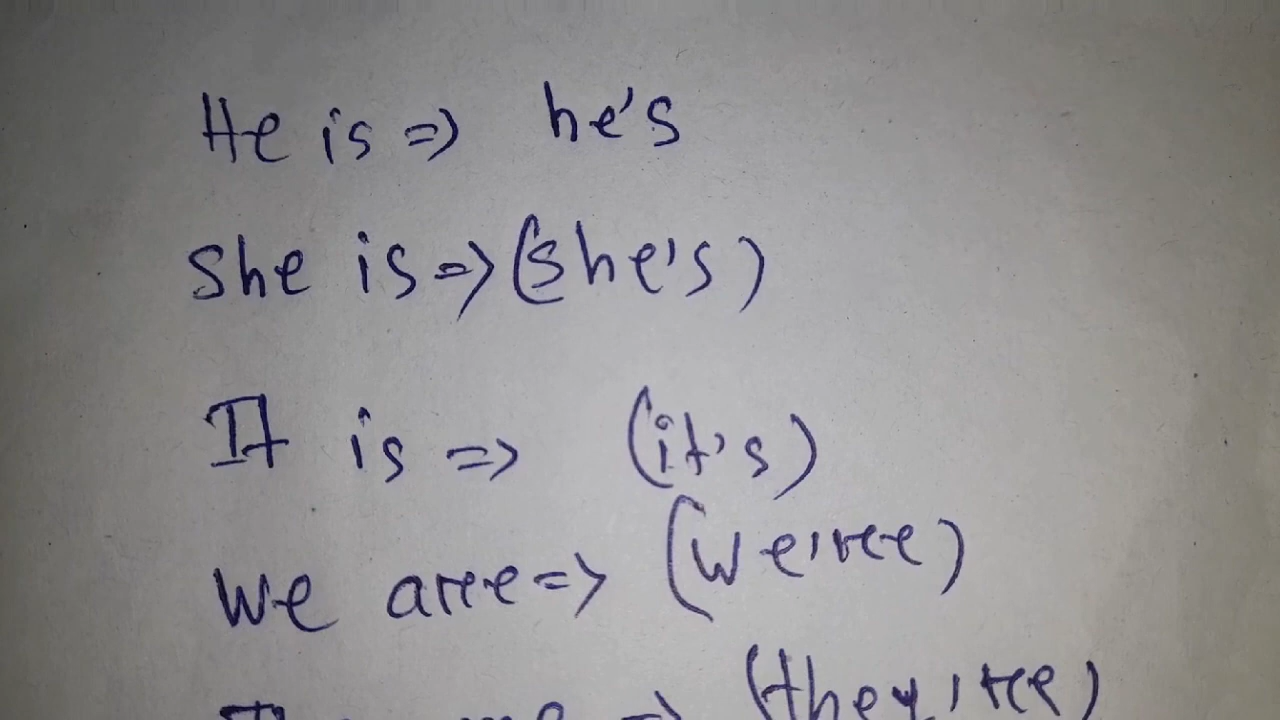 He is => he's
She is => (she's)
It is => (it's)
We are => (we're)
=> (they're)